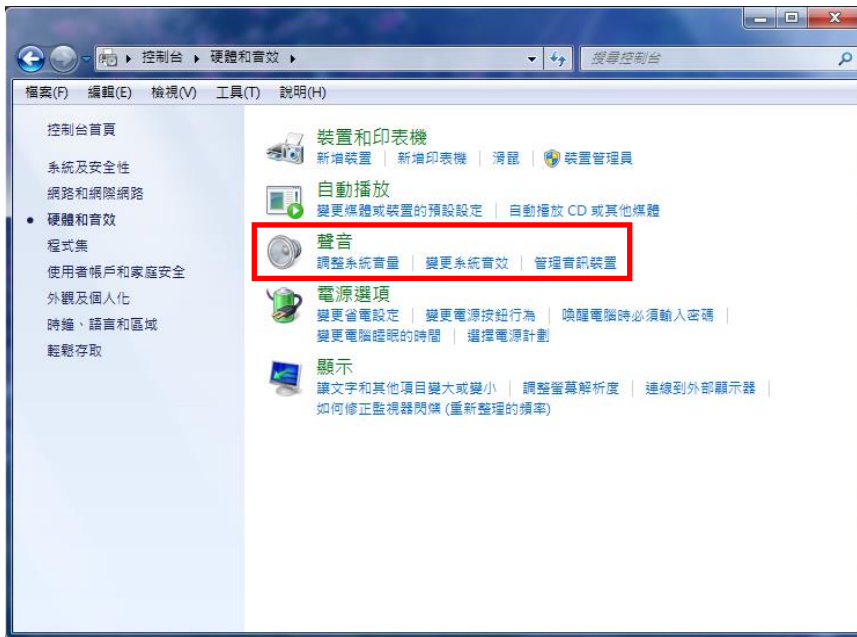 控制台 ▸ 硬體和音效 ▸
搜尋控制台
檔案(F) 編輯(E) 檢視(V) 工具(T) 說明(H)
控制台首頁
系統及安全性
網路和網際網路
硬體和音效
程式集
使用者帳戶和家庭安全
外觀及個人化
時鐘、語言和區域
輕鬆存取
裝置和印表機
新增裝置 | 新增印表機 | 滑鼠 | 裝置管理員
自動播放
變更媒體或裝置的預設設定 | 自動播放 CD 或其他媒體
聲音
調整系統音量 | 變更系統音效 | 管理音訊裝置
電源選項
變更省電設定 | 變更電源按鈕行為 | 喚醒電腦時必須輸入密碼 |
變更電腦睡眠的時間 | 選擇電源計劃
顯示
讓文字和其他項目變大或變小 | 調整螢幕解析度 | 連線到外部顯示器 |
如何修正監視器閃爍 (重新整理的頻率)